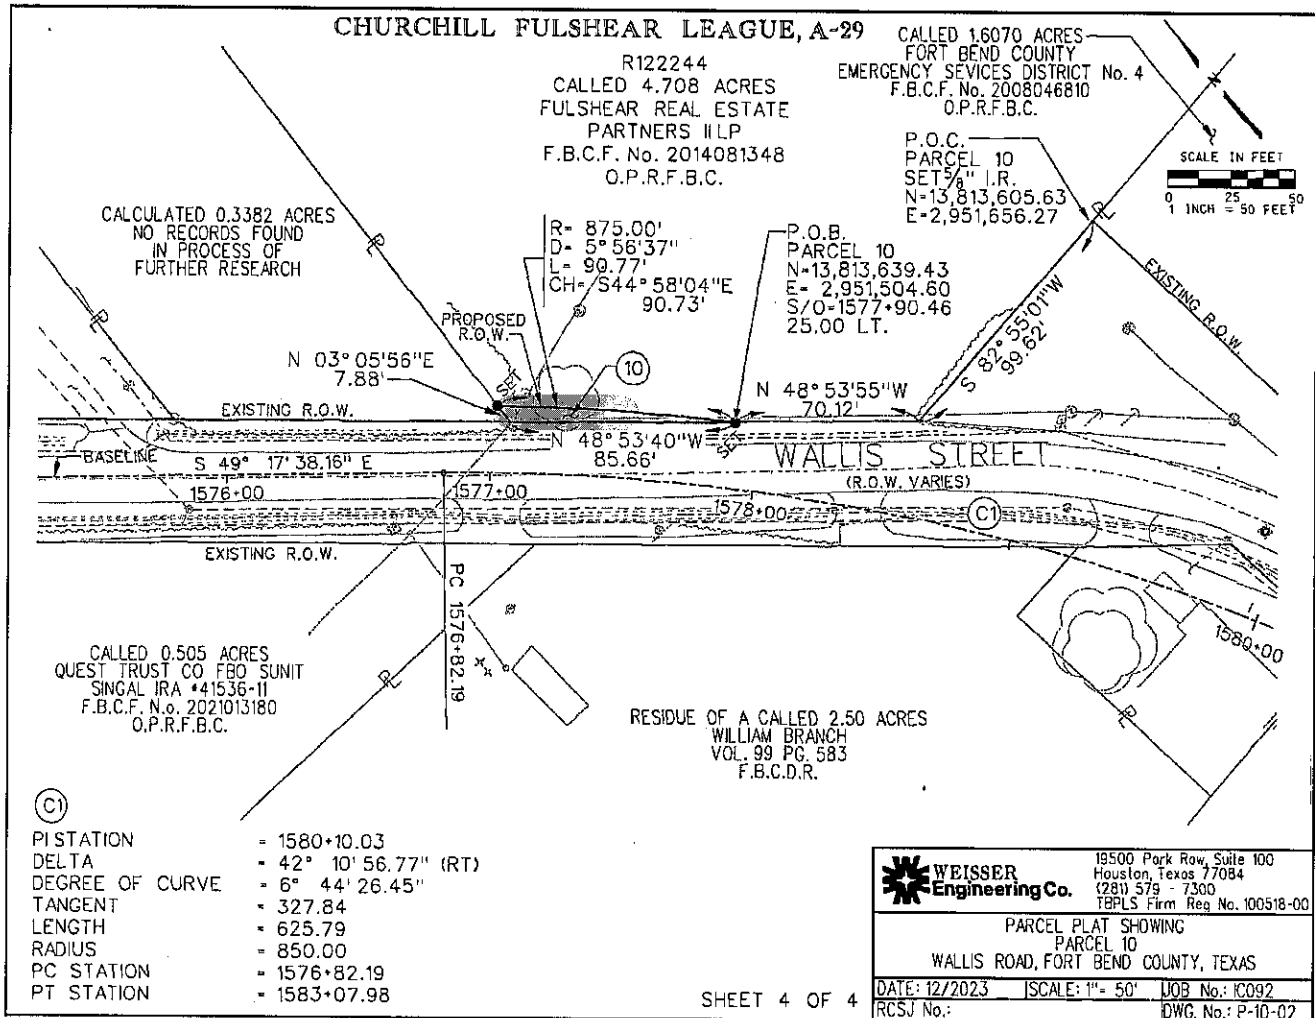 CHURCHILL FULSHEAR LEAGUE, A-29
R122244
CALLED 4.708 ACRES
FULSHEAR REAL ESTATE
PARTNERS II LP
F.B.C.F. No. 2014081348
O.P.R.F.B.C.
CALLED 1.6070 ACRES
FORT BEND COUNTY
EMERGENCY SEVICES DISTRICT No. 4
F.B.C.F. No. 2008046810
O.P.R.F.B.C.
P.O.C.
PARCEL 10
SET 5/8" I.R.
N=13,813,605.63
E=2,951,656.27
SCALE IN FEET
0 25 50
1 INCH = 50 FEET
CALCULATED 0.3382 ACRES
NO RECORDS FOUND
IN PROCESS OF
FURTHER RESEARCH
R= 875.00'
D= 5°56'37"
L= 90.77'
CH= S44°58'04"E
90.73'
P.O.B.
PARCEL 10
N=13,813,639.43
E= 2,951,504.60
S/O=1577+90.46
25.00 LT.
EXISTING R.O.W.
S 82°55'01"W
99.62'
PROPOSED
R.O.W.
N 03°05'56"E
7.88'
10
SET
N 48°53'55"W
70.12'
EXISTING R.O.W.
N 48°53'40"W
85.66'
SET
BASELINE
S 49° 17'38.16" E
WALLIS STREET
(R.O.W. VARIES)
1576+00
1577+00
1578+00
C1
EXISTING R.O.W.
PC 1576+82.19
1580+00
CALLED 0.505 ACRES
QUEST TRUST CO FBO SUNIT
SINGAL IRA #41536-11
F.B.C.F. N.o. 2021013180
O.P.R.F.B.C.
RESIDUE OF A CALLED 2.50 ACRES
WILLIAM BRANCH
VOL. 99 PG. 583
F.B.C.D.R.
C1
PI STATION = 1580+10.03
DELTA = 42° 10' 56.77" (RT)
DEGREE OF CURVE = 6° 44' 26.45"
TANGENT = 327.84
LENGTH = 625.79
RADIUS = 850.00
PC STATION = 1576+82.19
PT STATION = 1583+07.98
SHEET 4 OF 4
WEISSER
Engineering Co.
19500 Park Row, Suite 100
Houston, Texas 77084
(281) 579 - 7300
TBPLS Firm Reg No. 100518-00
PARCEL PLAT SHOWING
PARCEL 10
WALLIS ROAD, FORT BEND COUNTY, TEXAS
DATE: 12/2023 SCALE: 1"= 50' JOB No.: IC092
RCSJ No.: DWG. No.: P-10-02